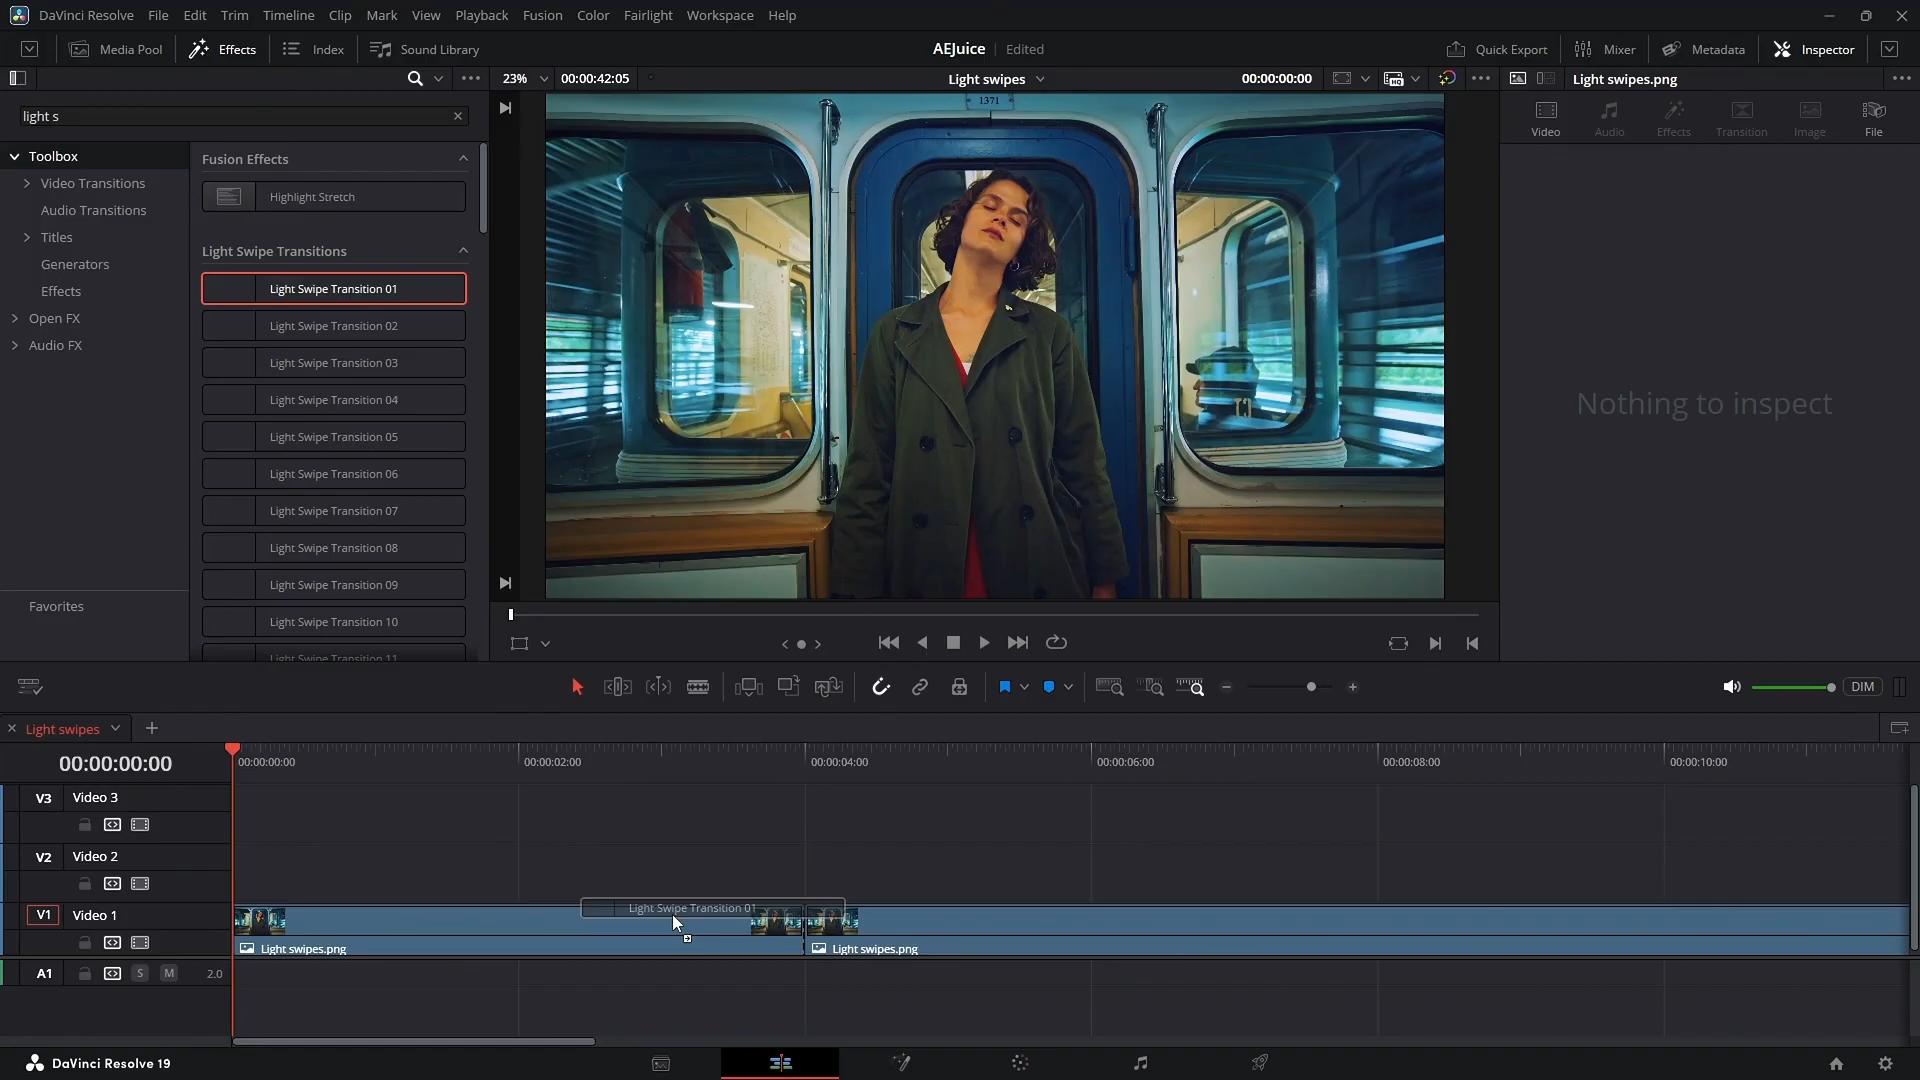 DaVinci Resolve File Edit Trim Timeline Clip Mark View Playback Fusion Color Fairlight Workspace Help
Media Pool Effects Index Sound Library AEJuice Edited Quick Export Mixer Metadata Inspector
23% 00:00:42:05 Light swipes 00:00:00:00 Light swipes.png
light s
Video Audio Effects Transition Image File
Toolbox
Video Transitions
Audio Transitions
Titles
Generators
Effects
Open FX
Audio FX
Favorites
Fusion Effects
Highlight Stretch
Light Swipe Transitions
Light Swipe Transition 01
Light Swipe Transition 02
Light Swipe Transition 03
Light Swipe Transition 04
Light Swipe Transition 05
Light Swipe Transition 06
Light Swipe Transition 07
Light Swipe Transition 08
Light Swipe Transition 09
Light Swipe Transition 10
Light Swipe Transition 11
1371
Nothing to inspect
DIM
Light swipes
00:00:00:00
00:00:00:00 00:00:02:00 00:00:04:00 00:00:06:00 00:00:08:00 00:00:10:00
V3 Video 3
V2 Video 2
V1 Video 1
Light Swipe Transition 01
Light swipes.png Light swipes.png
A1 S M 2.0
DaVinci Resolve 19